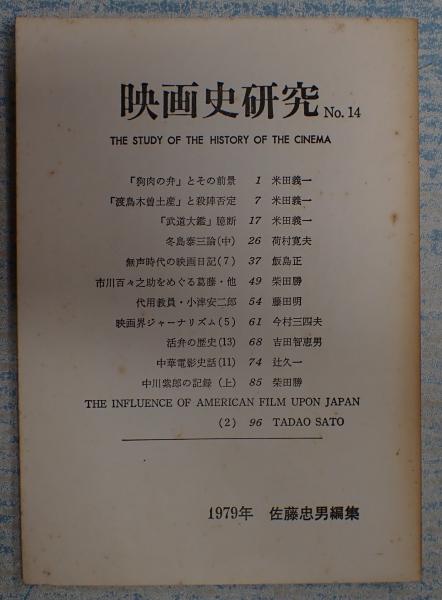 映画史研究 No. 14
THE STUDY OF THE HISTORY OF THE CINEMA
『狗肉の弁』とその前景 1 米田義一
『渡鳥木曽土産』と殺陣否定 7 米田義一
『武道大鑑』臆断 17 米田義一
冬島泰三論(中) 26 荷村寛夫
無声時代の映画日記(7) 37 飯島正
市川百々之助をめぐる葛藤・他 49 柴田勝
代用教員・小津安二郎 54 藤田明
映画界ジャーナリズム(5) 61 今村三四夫
活弁の歴史(13) 68 吉田智恵男
中華電影史話(11) 74 辻久一
中川紫郎の記録(上) 85 柴田勝
THE INFLUENCE OF AMERICAN FILM UPON JAPAN
(2) 96 TADAO SATO
1979年 佐藤忠男編集